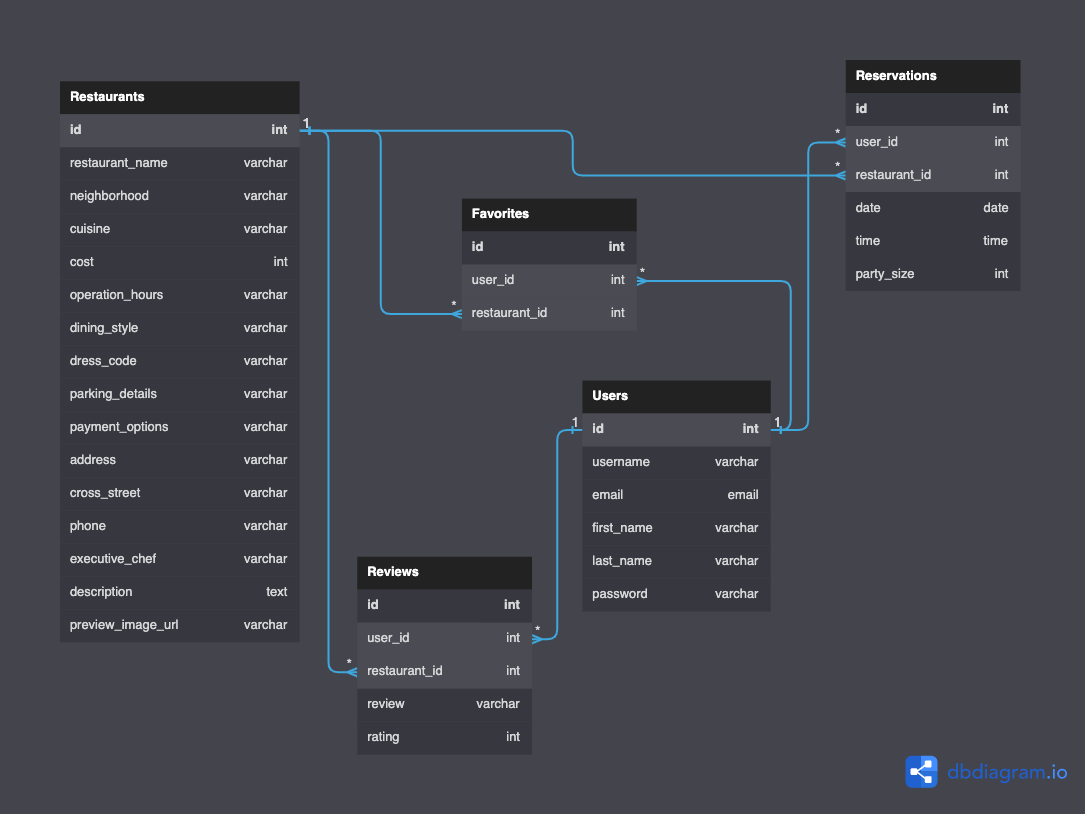 Restaurants
id int
restaurant_name varchar
neighborhood varchar
cuisine varchar
cost int
operation_hours varchar
dining_style varchar
dress_code varchar
parking_details varchar
payment_options varchar
address varchar
cross_street varchar
phone varchar
executive_chef varchar
description text
preview_image_url varchar
1
Favorites
id int
user_id int
restaurant_id int
*
*
Reservations
id int
user_id int
restaurant_id int
date date
time time
party_size int
*
*
Users
id int
username varchar
email email
first_name varchar
last_name varchar
password varchar
1
1
Reviews
id int
user_id int
restaurant_id int
review varchar
rating int
*
*
dbdiagram.io